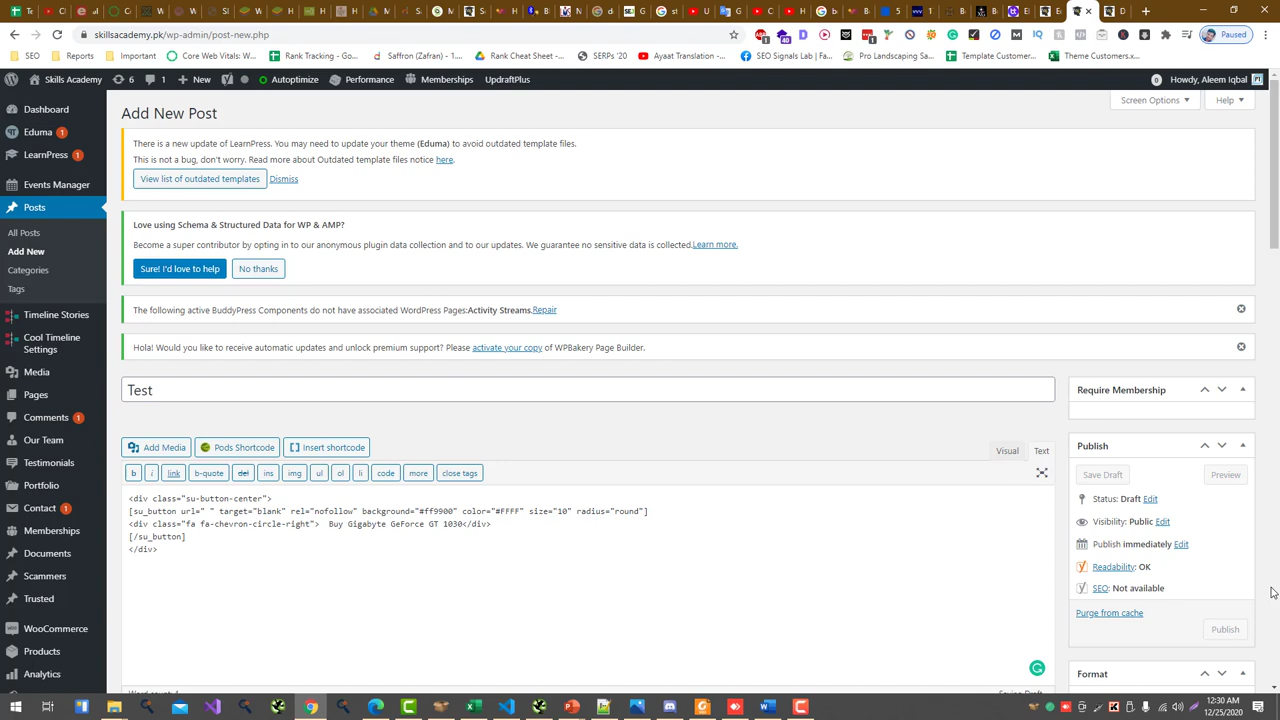 skillsacademy.pk/wp-admin/post-new.php
Paused
SEO
Reports
Important
Core Web Vitals: W...
Rank Tracking - Go...
Saffron (Zafran) - 1....
Rank Cheat Sheet -...
SERPs '20
Ayaat Translation -...
SEO Signals Lab | Fa...
Pro Landscaping Sa...
Template Customer...
Theme Customers.x...
Skills Academy
6
1
New
Autoptimize
Performance
Memberships
UpdraftPlus
0
Howdy, Aleem Iqbal
Dashboard
Eduma 1
LearnPress 1
Events Manager
Posts
All Posts
Add New
Categories
Tags
Timeline Stories
Cool Timeline
Settings
Media
Pages
Comments 1
Our Team
Testimonials
Portfolio
Contact 1
Memberships
Documents
Scammers
Trusted
WooCommerce
Products
Analytics
Add New Post
Screen Options
Help
There is a new update of LearnPress. You may need to update your theme (Eduma) to avoid outdated template files.
This is not a bug, don't worry. Read more about Outdated template files notice here.
View list of outdated templates
Dismiss
Love using Schema & Structured Data for WP & AMP?
Become a super contributor by opting in to our anonymous plugin data collection and to our updates. We guarantee no sensitive data is collected.Learn more.
Sure! I'd love to help
No thanks
The following active BuddyPress Components do not have associated WordPress Pages:Activity Streams.Repair
Hola! Would you like to receive automatic updates and unlock premium support? Please activate your copy of WPBakery Page Builder.
Test
Add Media
Pods Shortcode
Insert shortcode
Visual
Text
b
i
link
b-quote
del
ins
img
ul
ol
li
code
more
close tags
<div class="su-button-center">
[su_button url=" " target="blank" rel="nofollow" background="#ff9900" color="#FFFF" size="10" radius="round"]
<div class="fa fa-chevron-circle-right">  Buy Gigabyte GeForce GT 1030</div>
[/su_button]
</div>
Require Membership
Publish
Save Draft
Preview
Status: Draft Edit
Visibility: Public Edit
Publish immediately Edit
Readability: OK
SEO: Not available
Purge from cache
Publish
Format
12:30 AM
12/25/2020